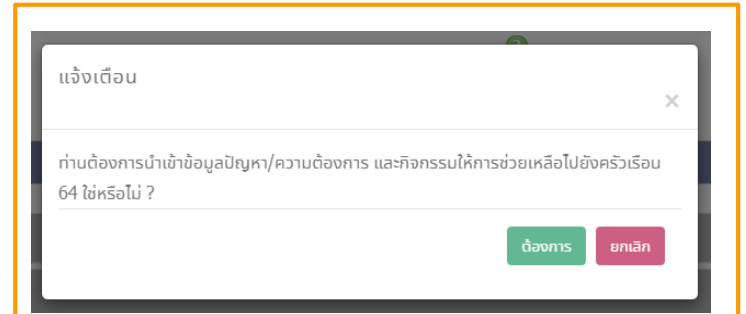 แจ้งเตือน
×
ท่านต้องการนำเข้าข้อมูลปัญหา/ความต้องการ และกิจกรรมให้การช่วยเหลือไปยังครัวเรือน
64 ใช่หรือไม่ ?
ต้องการ ยกเลิก